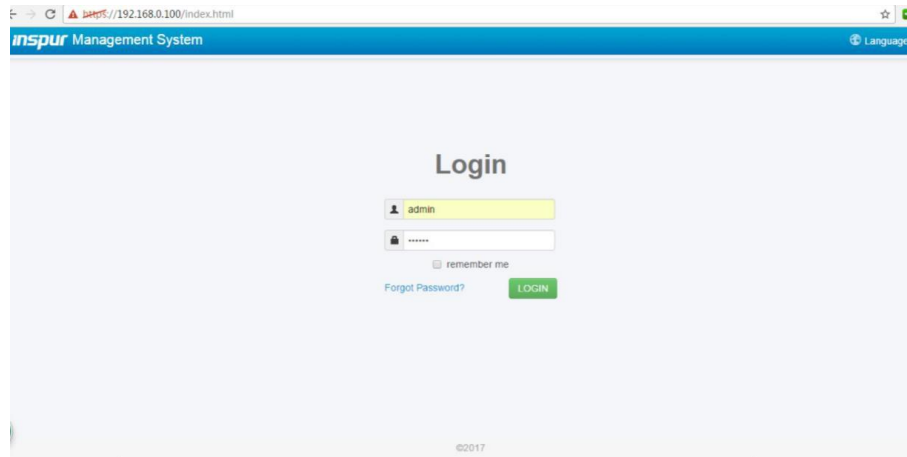 https://192.168.0.100/index.html
inspur Management System
Language
Login
admin
······
remember me
Forgot Password?
LOGIN
©2017